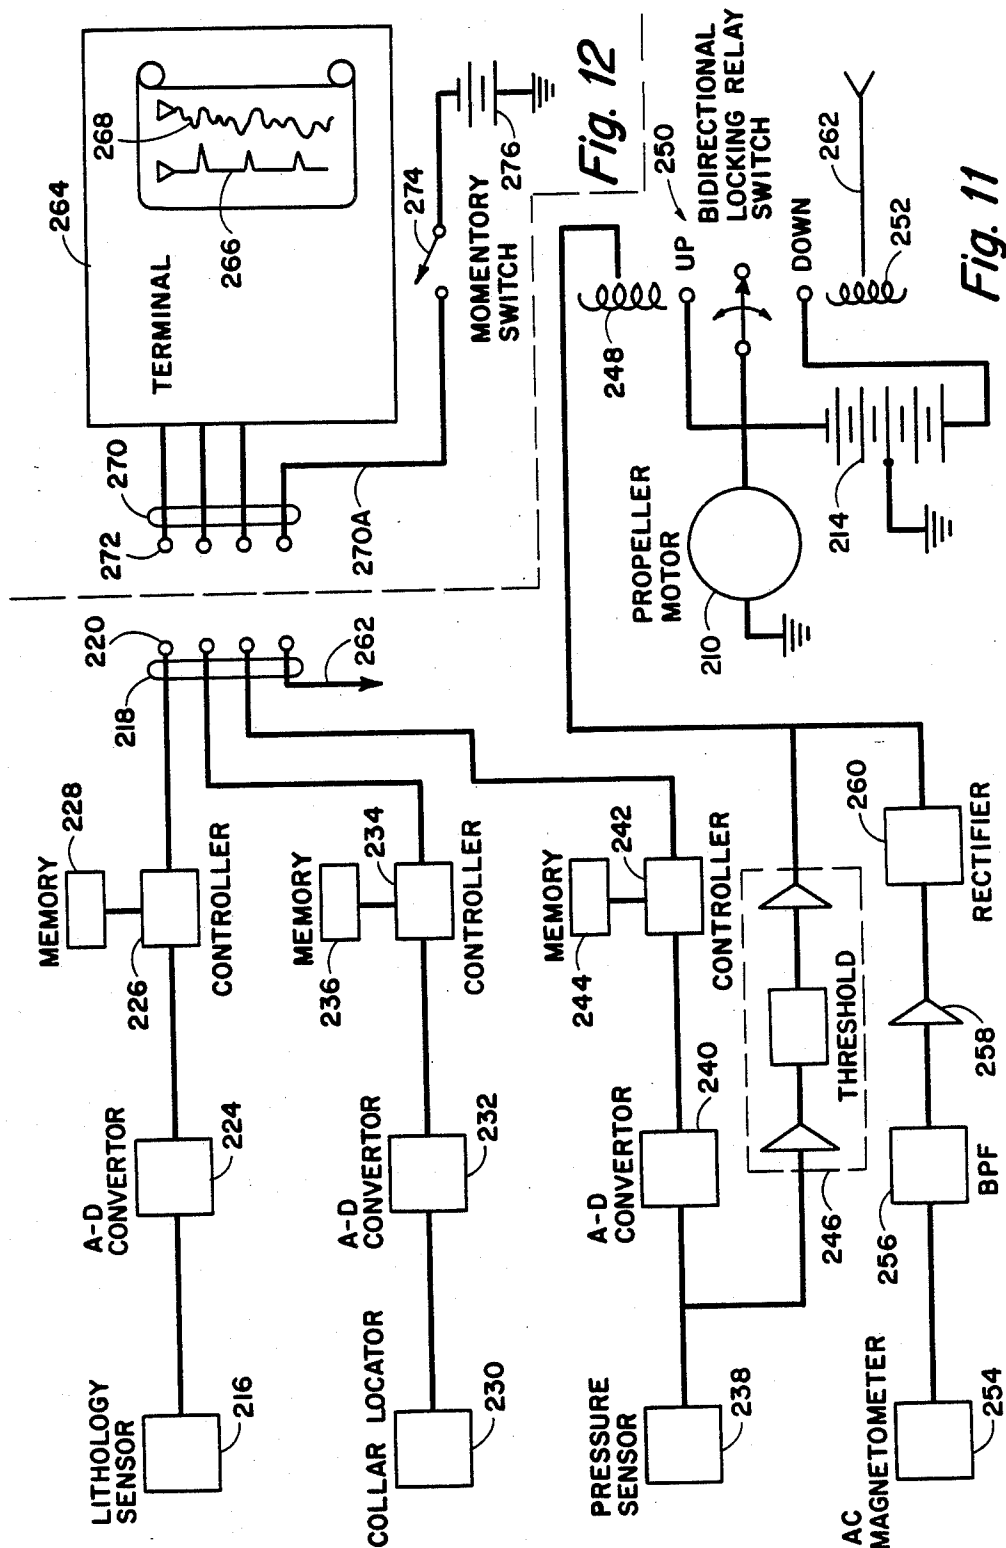 LITHOLOGY
SENSOR
216
A-D
CONVERTOR
224
MEMORY
228
226
CONTROLLER
218
220
262
COLLAR LOCATOR
230
A-D
CONVERTOR
232
MEMORY
236
234
CONTROLLER
PRESSURE
SENSOR
238
A-D
CONVERTOR
240
MEMORY
244
242
CONTROLLER
246
THRESHOLD
AC
MAGNETOMETER
254
256
BPF
258
260
RECTIFIER
PROPELLER
MOTOR
210
214
248
250
UP
BIDIRECTIONAL
LOCKING RELAY
SWITCH
DOWN
252
262
Fig. 11
264
TERMINAL
268
266
270
272
270A
274
MOMENTORY
SWITCH
276
Fig. 12